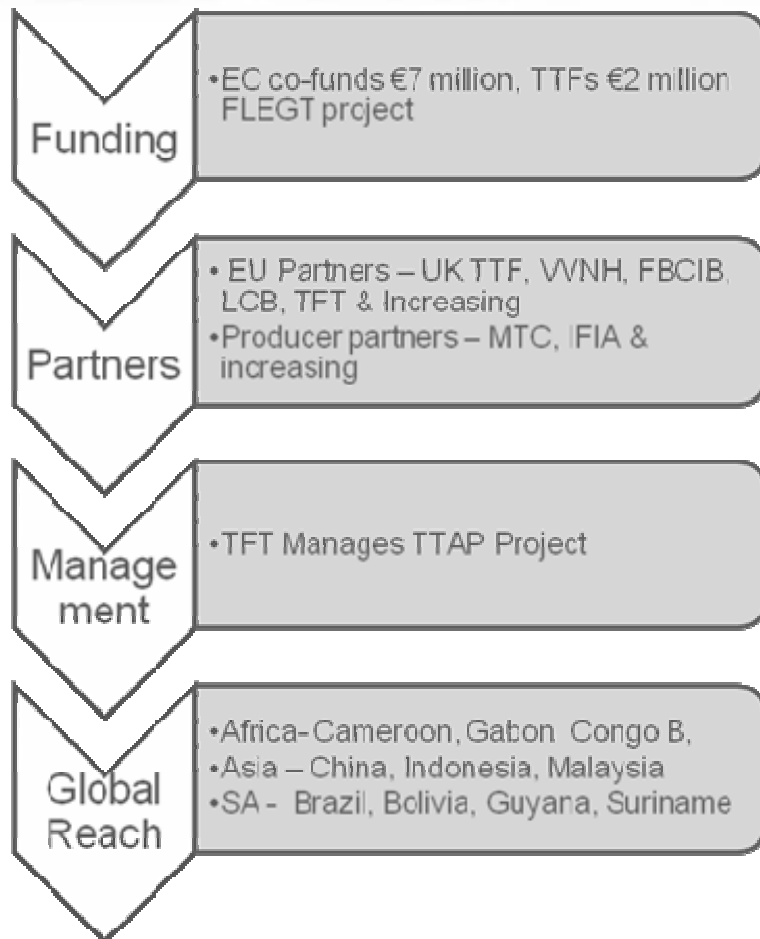 Funding
•EC co-funds €7 million, TTFs €2 million
FLEGT project
Partners
• EU Partners – UK TTF, VVNH, FBCIB,
LCB, TFT & Increasing
•Producer partners – MTC, IFIA &
increasing
Manage
ment
•TFT Manages TTAP Project
Global
Reach
•Africa- Cameroon, Gabon Congo B,
•Asia – China, Indonesia, Malaysia
•SA - Brazil, Bolivia, Guyana, Suriname